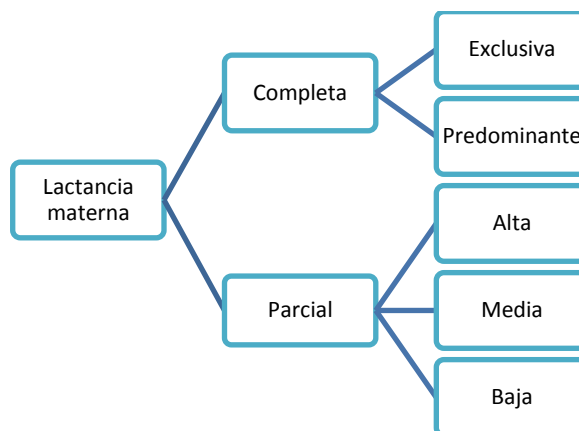 Lactancia
materna
Completa
Exclusiva
Predominante
Parcial
Alta
Media
Baja